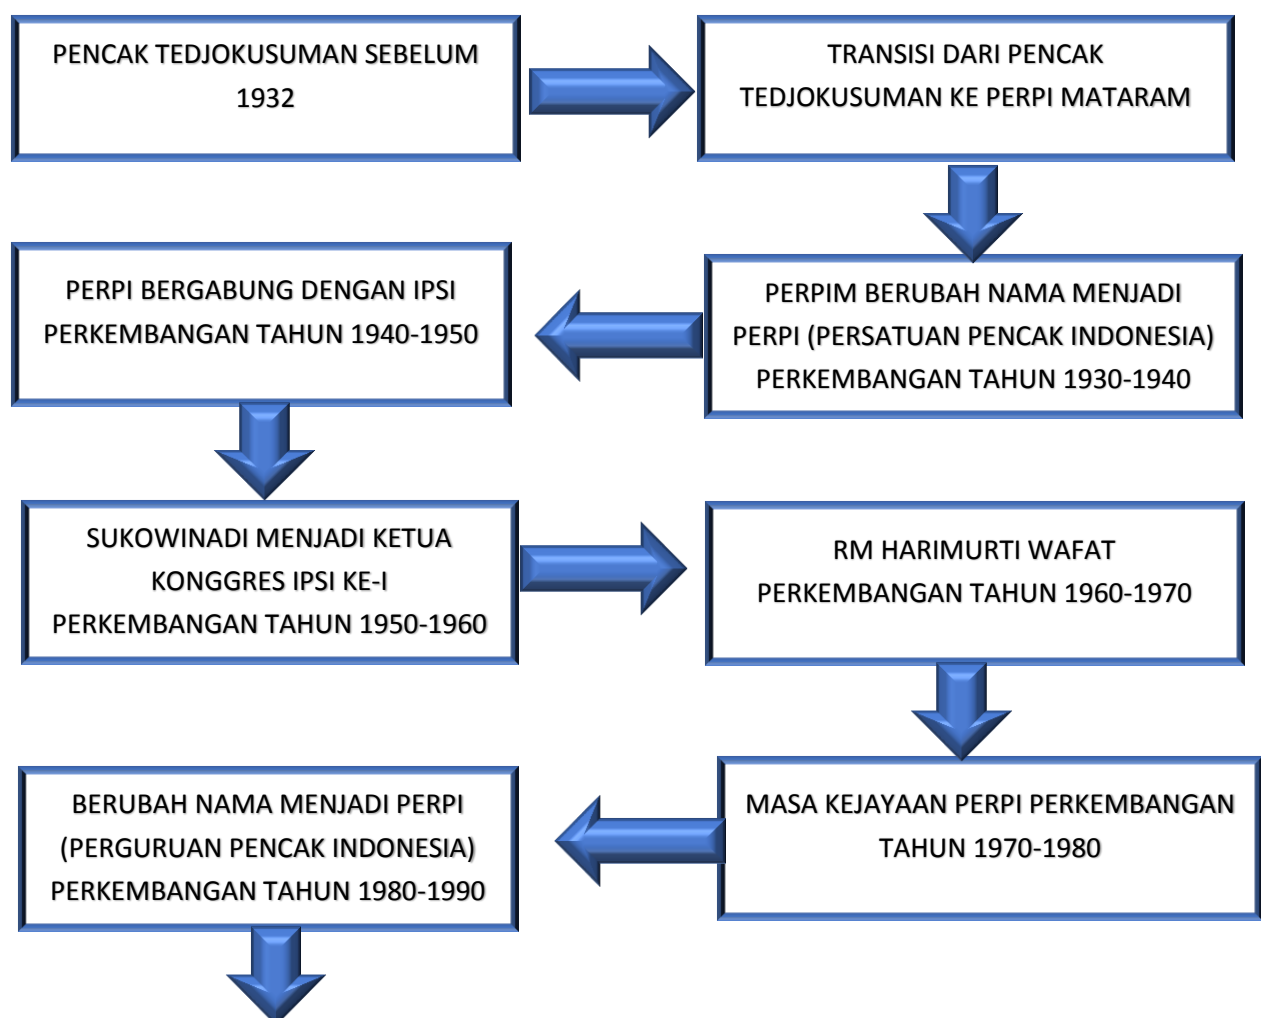 PENCAK TEDJOKUSUMAN SEBELUM
1932
TRANSISI DARI PENCAK
TEDJOKUSUMAN KE PERPI MATARAM
PERPIM BERUBAH NAMA MENJADI
PERPI (PERSATUAN PENCAK INDONESIA)
PERKEMBANGAN TAHUN 1930-1940
PERPI BERGABUNG DENGAN IPSI
PERKEMBANGAN TAHUN 1940-1950
SUKOWINADI MENJADI KETUA
KONGGRES IPSI KE-I
PERKEMBANGAN TAHUN 1950-1960
RM HARIMURTI WAFAT
PERKEMBANGAN TAHUN 1960-1970
MASA KEJAYAAN PERPI PERKEMBANGAN
TAHUN 1970-1980
BERUBAH NAMA MENJADI PERPI
(PERGURUAN PENCAK INDONESIA)
PERKEMBANGAN TAHUN 1980-1990